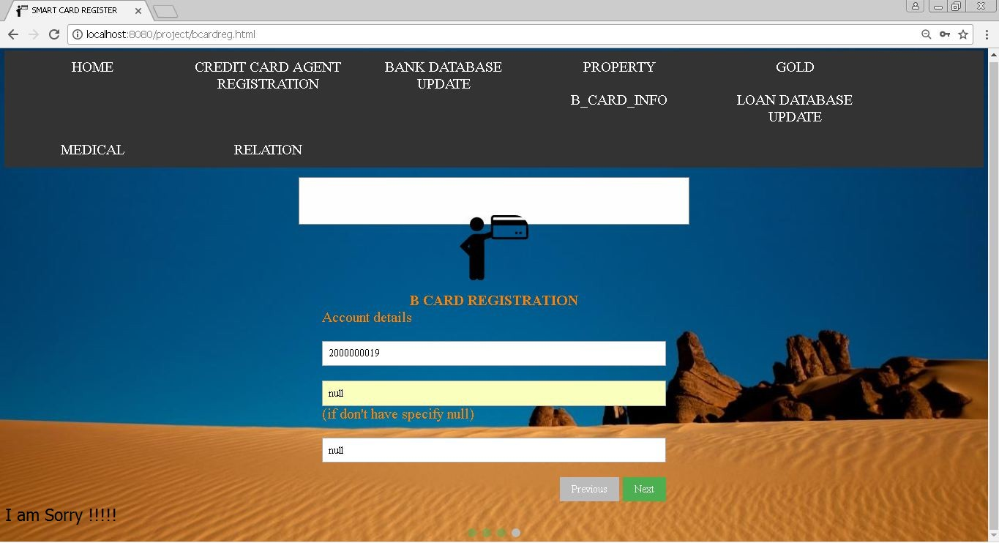 SMART CARD REGISTER
localhost:8080/project/bcardreg.html
HOME
CREDIT CARD AGENT
REGISTRATION
BANK DATABASE
UPDATE
PROPERTY
GOLD
B_CARD_INFO
LOAN DATABASE
UPDATE
MEDICAL
RELATION
B CARD REGISTRATION
Account details
2000000019
null
(if don't have specify null)
null
Previous
Next
I am Sorry !!!!!